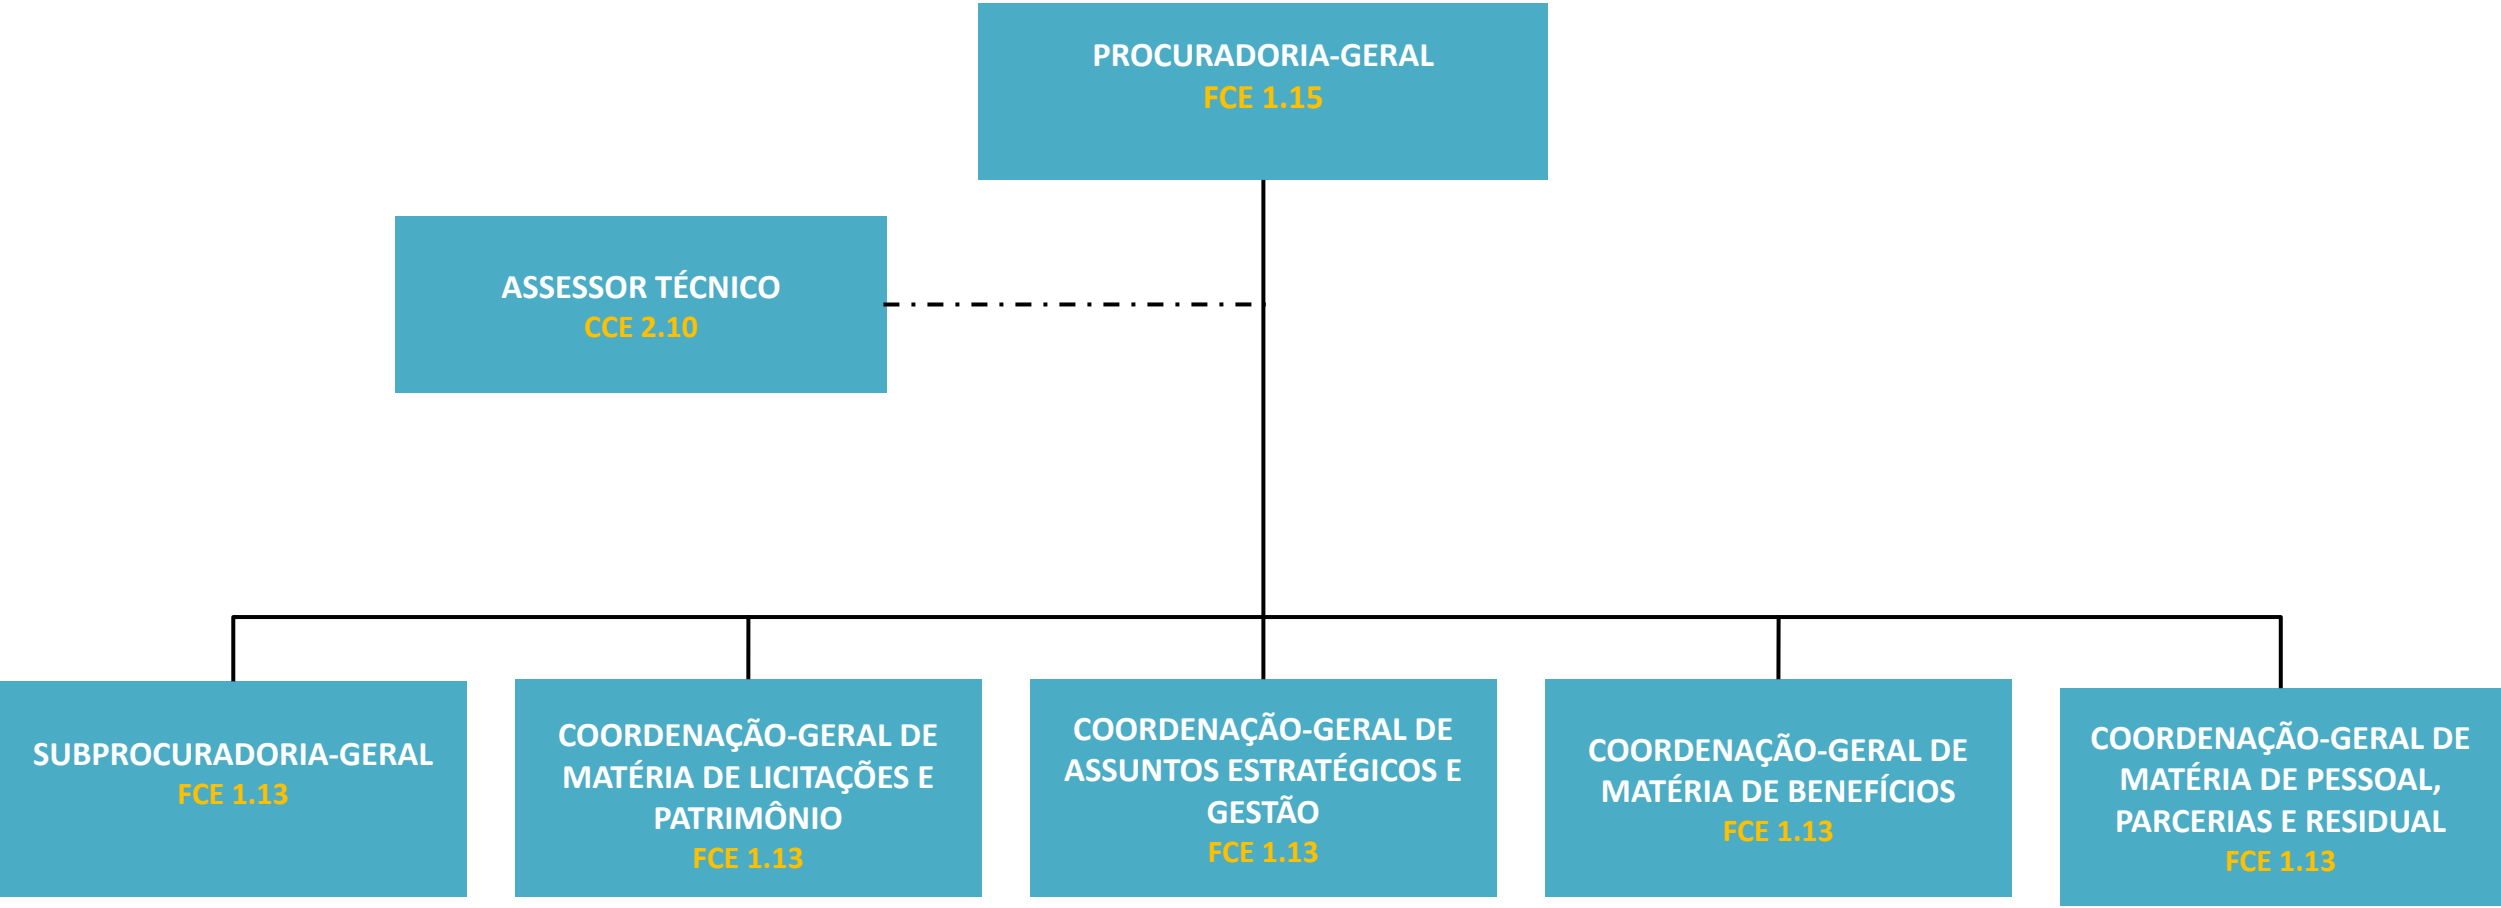 PROCURADORIA-GERAL
FCE 1.15
ASSESSOR TÉCNICO
CCE 2.10
SUBPROCURADORIA-GERAL
FCE 1.13
COORDENAÇÃO-GERAL DE
MATÉRIA DE LICITAÇÕES E
PATRIMÔNIO
FCE 1.13
COORDENAÇÃO-GERAL DE
ASSUNTOS ESTRATÉGICOS E
GESTÃO
FCE 1.13
COORDENAÇÃO-GERAL DE
MATÉRIA DE BENEFÍCIOS
FCE 1.13
COORDENAÇÃO-GERAL DE
MATÉRIA DE PESSOAL,
PARCERIAS E RESIDUAL
FCE 1.13